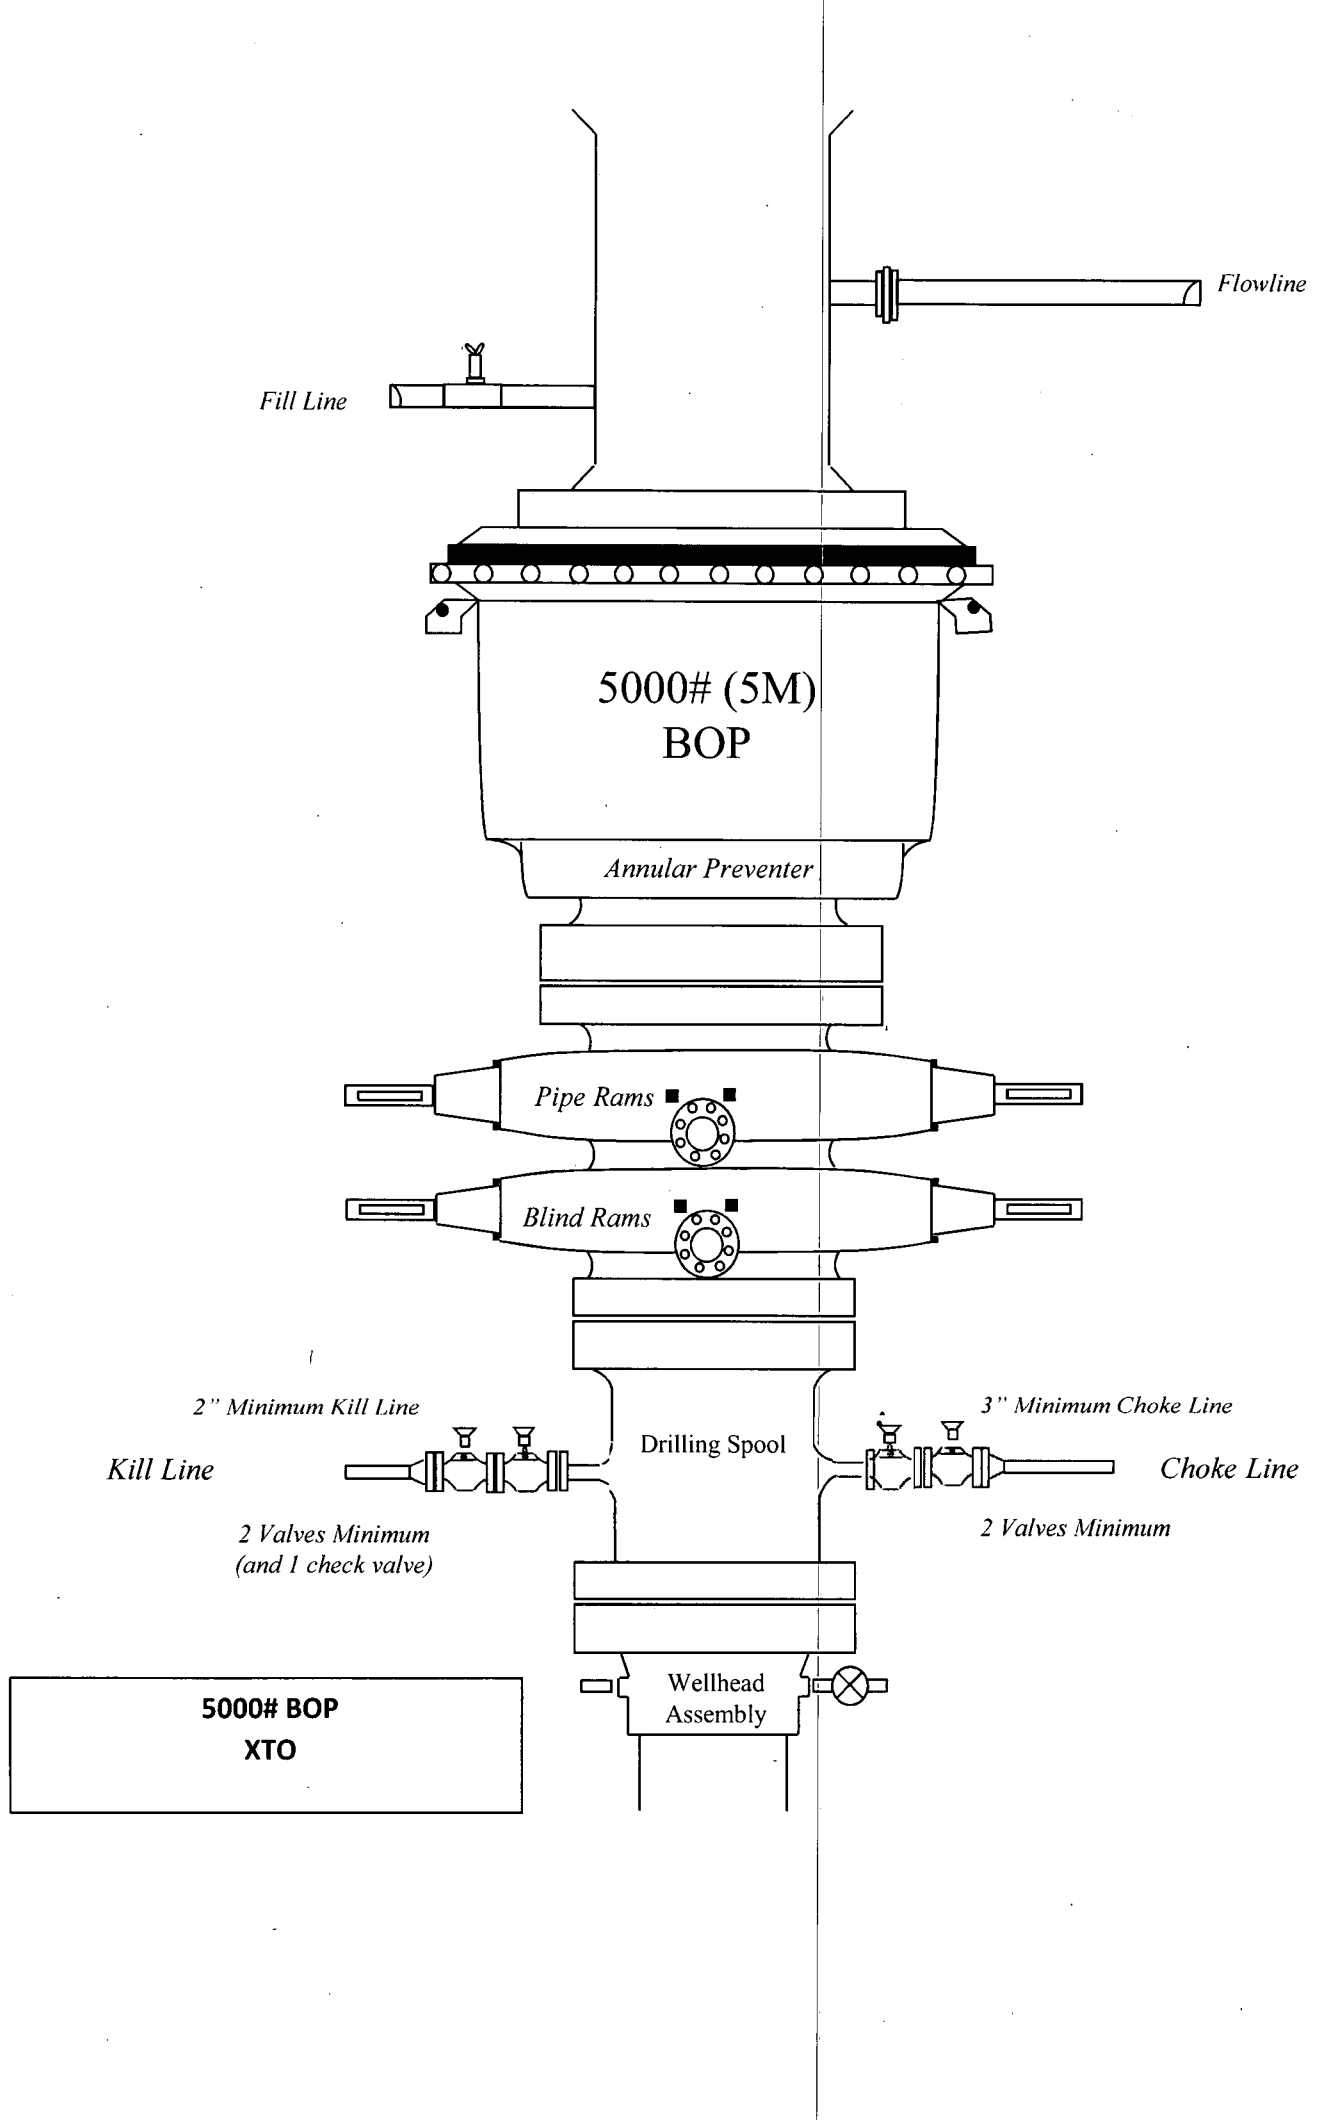 Flowline
Fill Line
5000# (5M)
BOP
Annular Preventer
Pipe Rams
Blind Rams
2" Minimum Kill Line
3" Minimum Choke Line
Drilling Spool
Kill Line
Choke Line
2 Valves Minimum
(and 1 check valve)
2 Valves Minimum
Wellhead
Assembly
5000# BOP
XTO